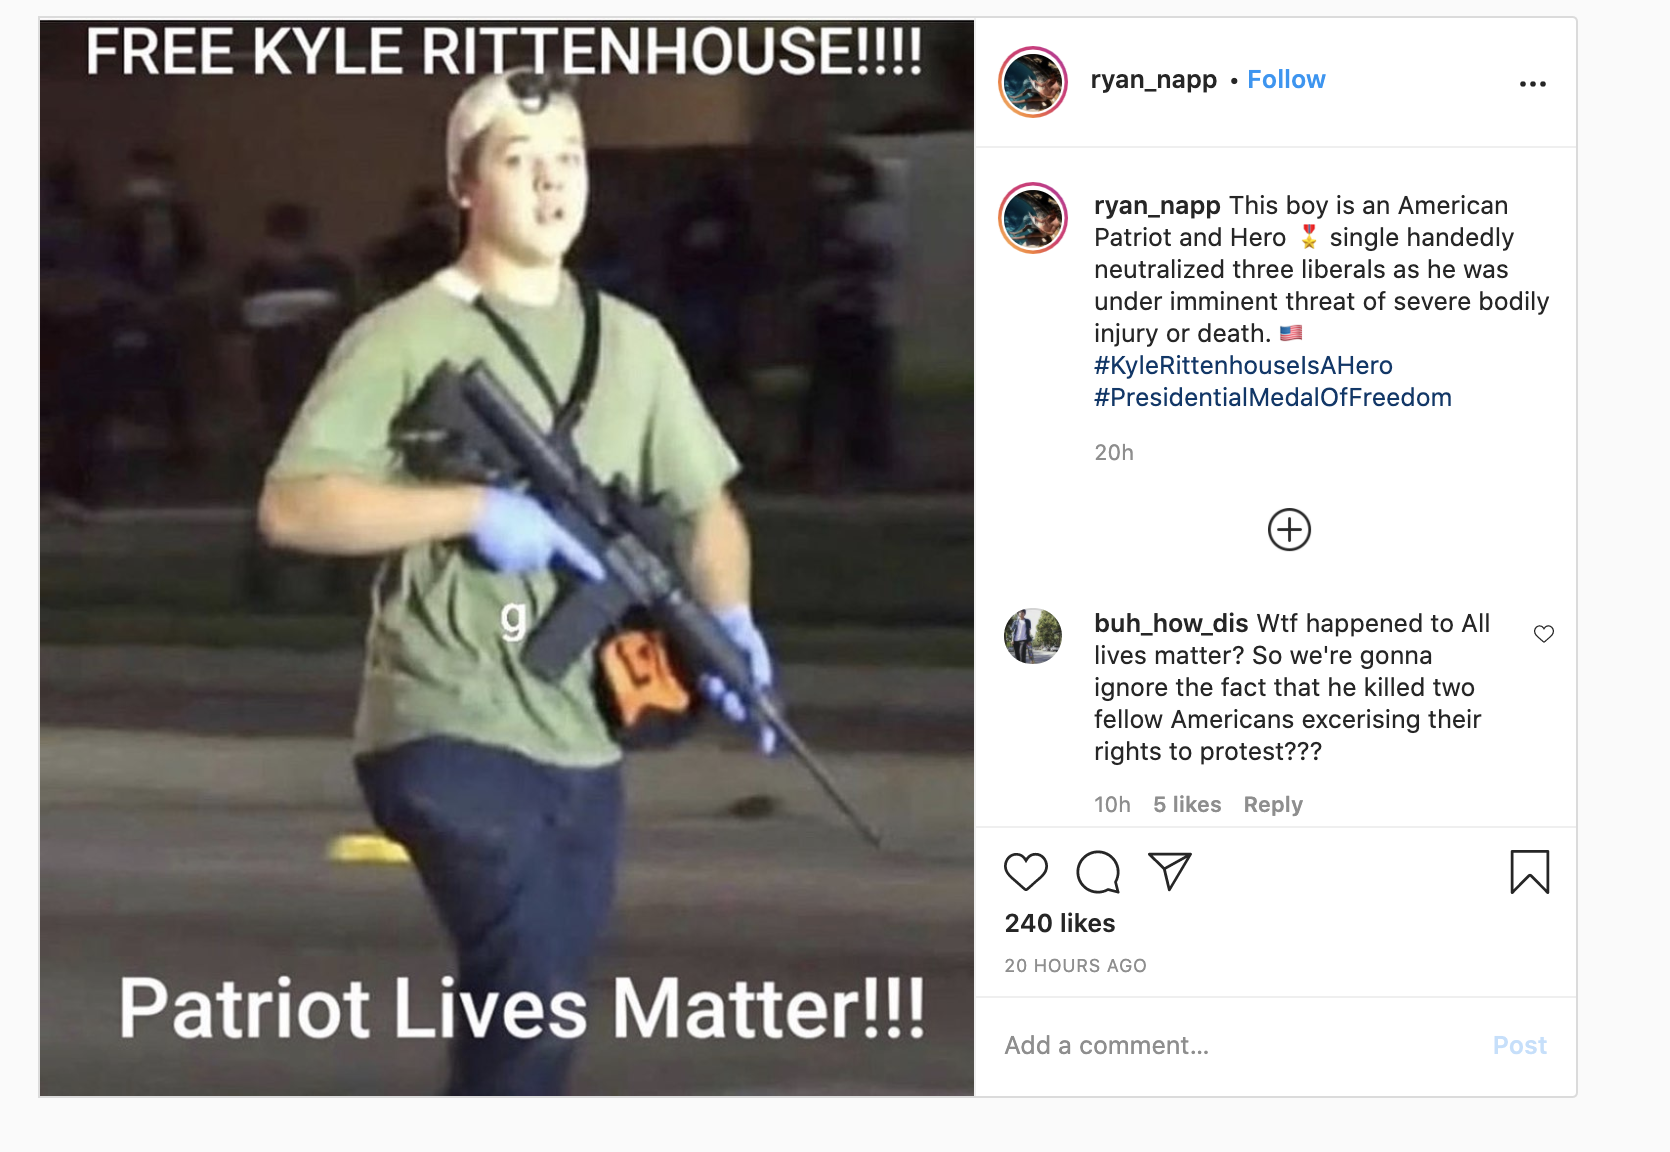 FREE KYLE RITTENHOUSE!!!!
g
Patriot Lives Matter!!!
ryan_napp • Follow
ryan_napp This boy is an American
Patriot and Hero 🎖️ single handedly
neutralized three liberals as he was
under imminent threat of severe bodily
injury or death. 🇺🇸
#KyleRittenhouseIsAHero
#PresidentialMedalOfFreedom
20h
buh_how_dis Wtf happened to All
lives matter? So we're gonna
ignore the fact that he killed two
fellow Americans excerising their
rights to protest???
10h 5 likes Reply
240 likes
20 HOURS AGO
Add a comment... Post